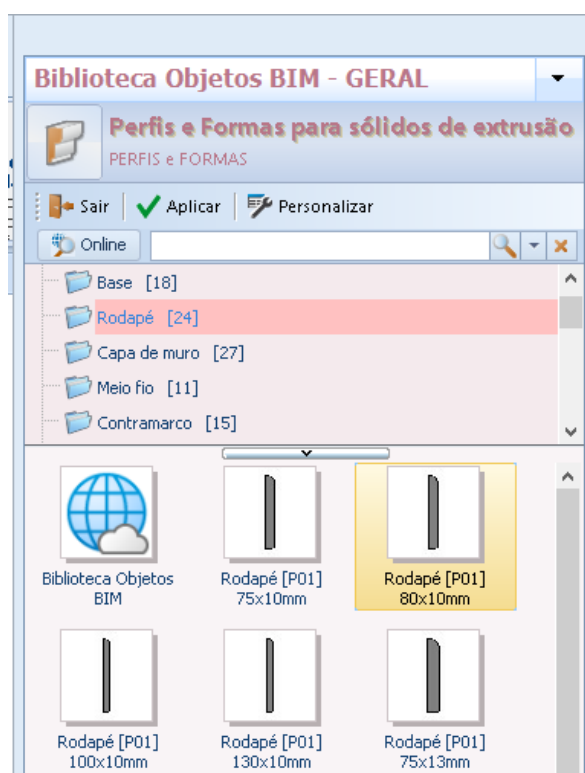 Biblioteca Objetos BIM - GERAL
Perfis e Formas para sólidos de extrusão
PERFIS e FORMAS
Sair Aplicar Personalizar
Online
Base [18]
Rodapé [24]
Capa de muro [27]
Meio fio [11]
Contramarco [15]
Biblioteca Objetos
BIM
Rodapé [P01]
75x10mm
Rodapé [P01]
80x10mm
Rodapé [P01]
100x10mm
Rodapé [P01]
130x10mm
Rodapé [P01]
75x13mm